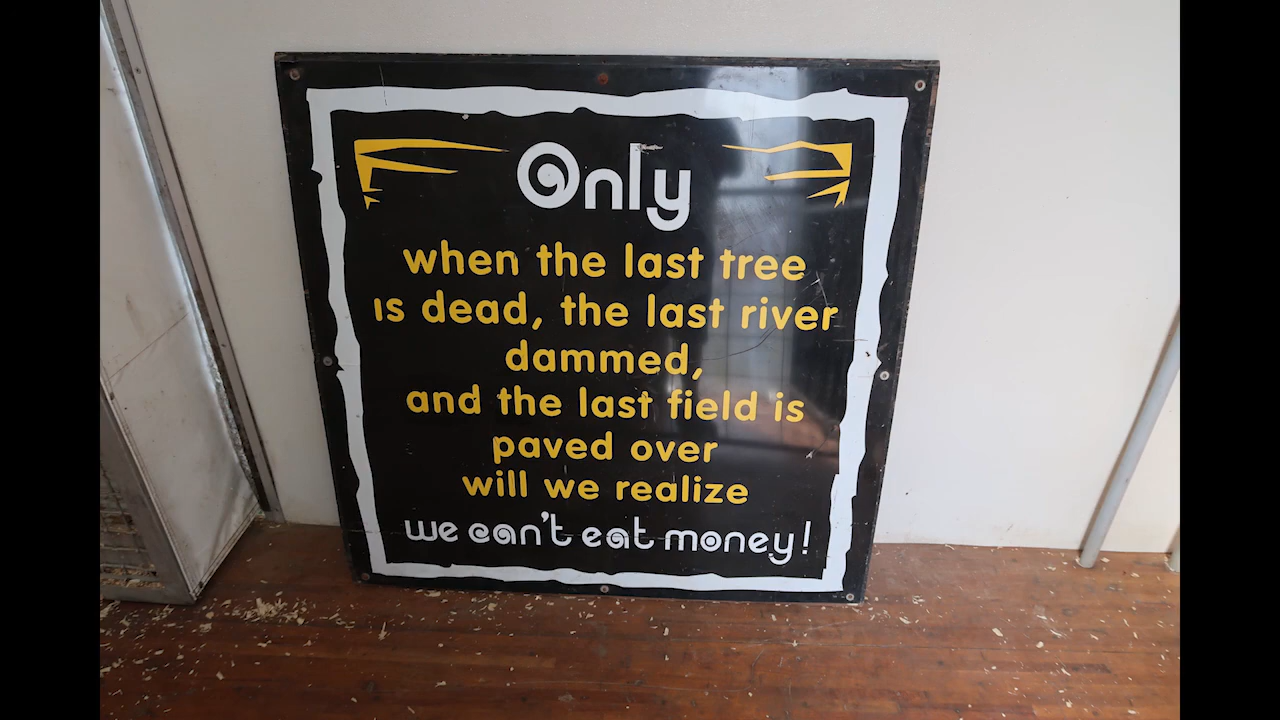 Only
when the last tree
is dead, the last river
dammed,
and the last field is
paved over
will we realize
we can't eat money!